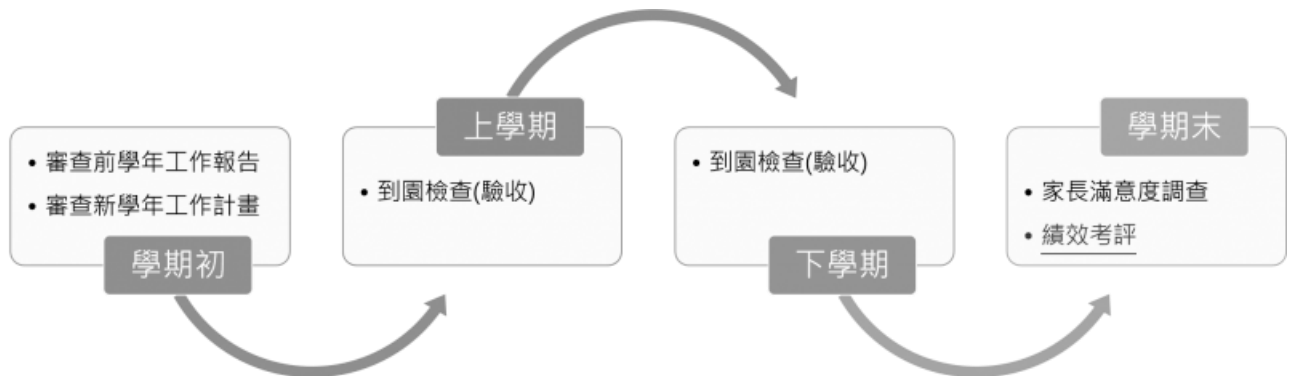 • 審查前學年工作報告
• 審查新學年工作計畫
學期初
上學期
• 到園檢查(驗收)
• 到園檢查(驗收)
下學期
學期末
• 家長滿意度調查
• 績效考評